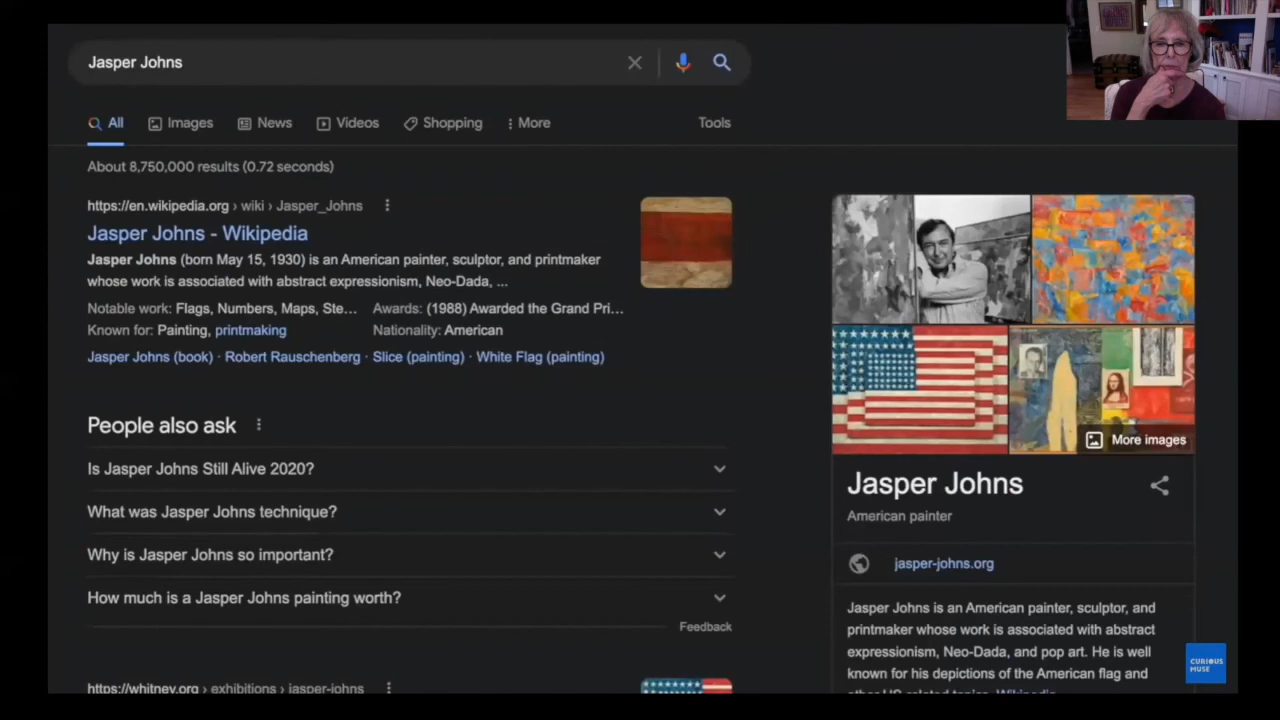 Jasper Johns
All Images News Videos Shopping More Tools
About 8,750,000 results (0.72 seconds)
https://en.wikipedia.org › wiki › Jasper_Johns
Jasper Johns - Wikipedia
Jasper Johns (born May 15, 1930) is an American painter, sculptor, and printmaker
whose work is associated with abstract expressionism, Neo-Dada, ...
Notable work: Flags, Numbers, Maps, Ste... Awards: (1988) Awarded the Grand Pri...
Known for: Painting, printmaking Nationality: American
Jasper Johns (book) · Robert Rauschenberg · Slice (painting) · White Flag (painting)
People also ask
Is Jasper Johns Still Alive 2020?
What was Jasper Johns technique?
Why is Jasper Johns so important?
How much is a Jasper Johns painting worth?
Feedback
https://whitney.org › exhibitions › jasper-johns
More images
Jasper Johns
American painter
jasper-johns.org
Jasper Johns is an American painter, sculptor, and
printmaker whose work is associated with abstract
expressionism, Neo-Dada, and pop art. He is well
known for his depictions of the American flag and
other US-related topics. Wikipedia
CURIOUS
MUSE